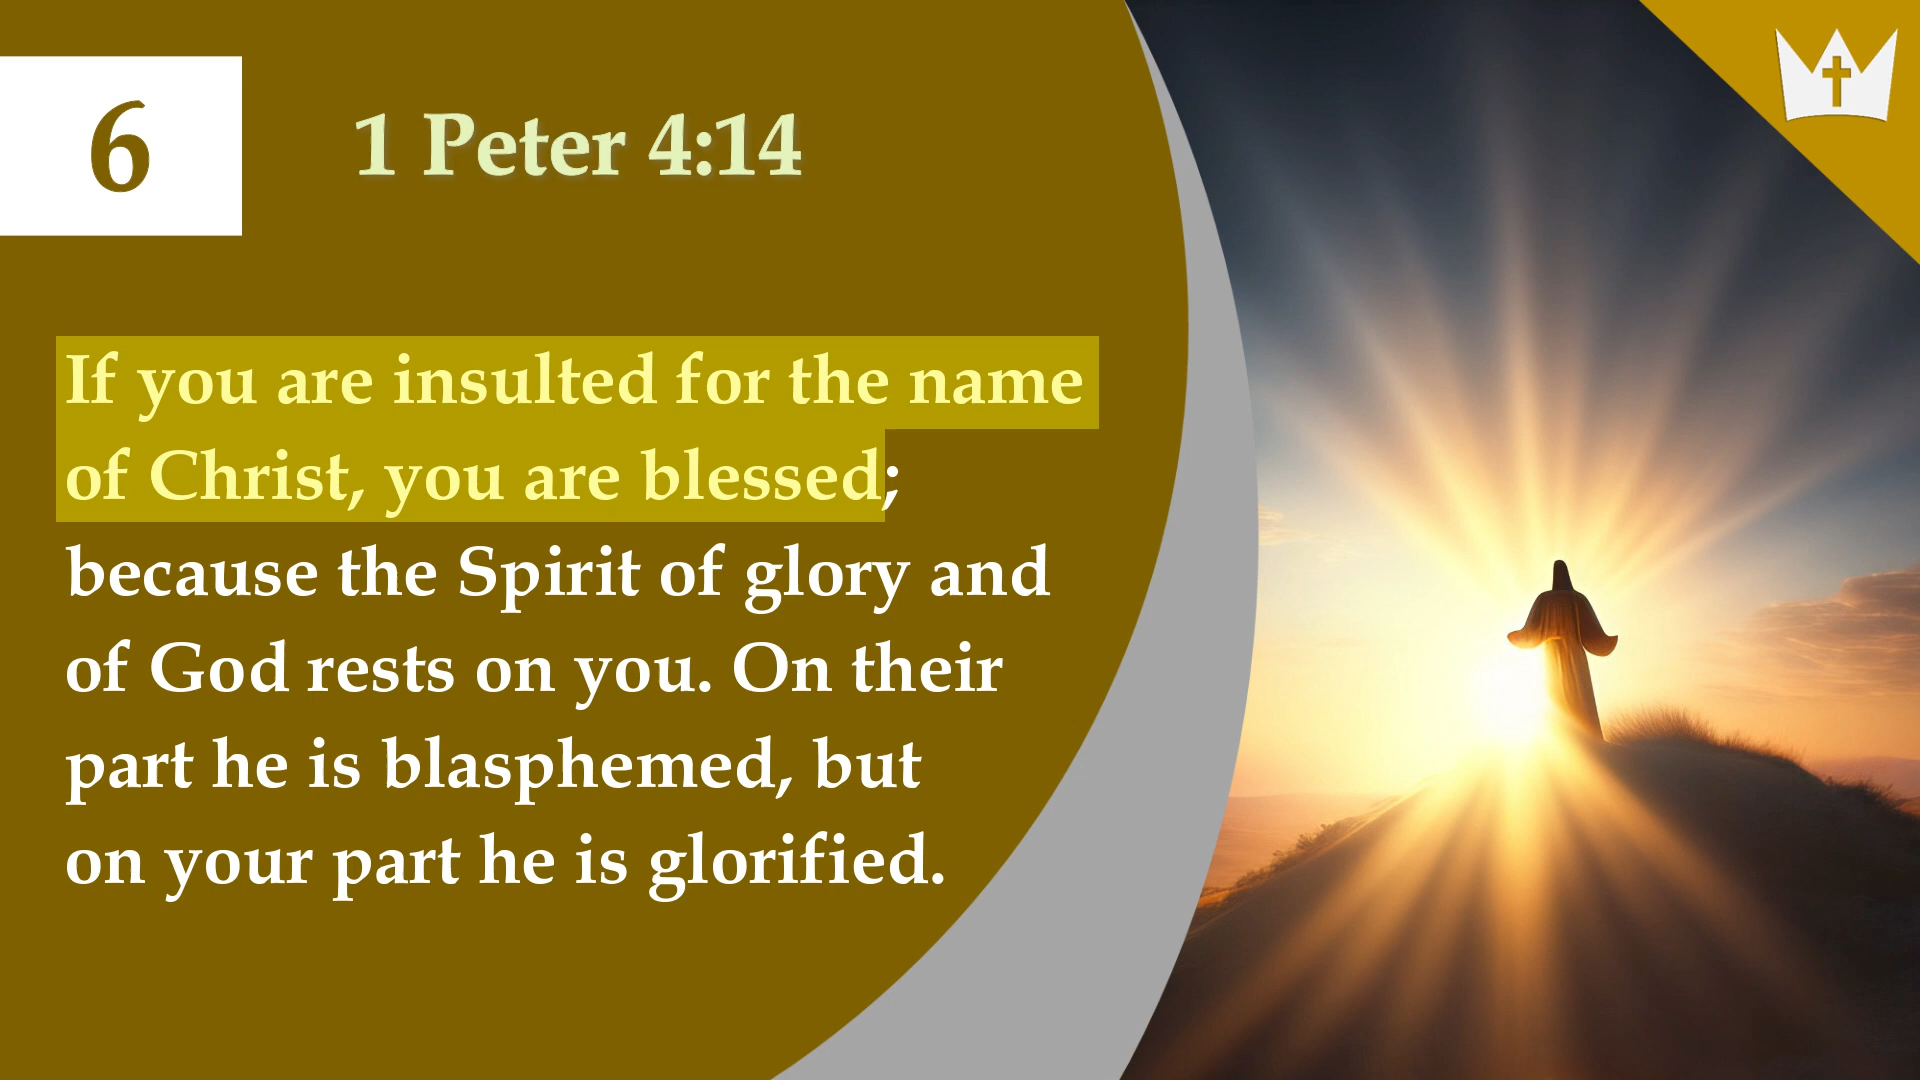 6
1 Peter 4:14
If you are insulted for the name
of Christ, you are blessed;
because the Spirit of glory and
of God rests on you. On their
part he is blasphemed, but
on your part he is glorified.